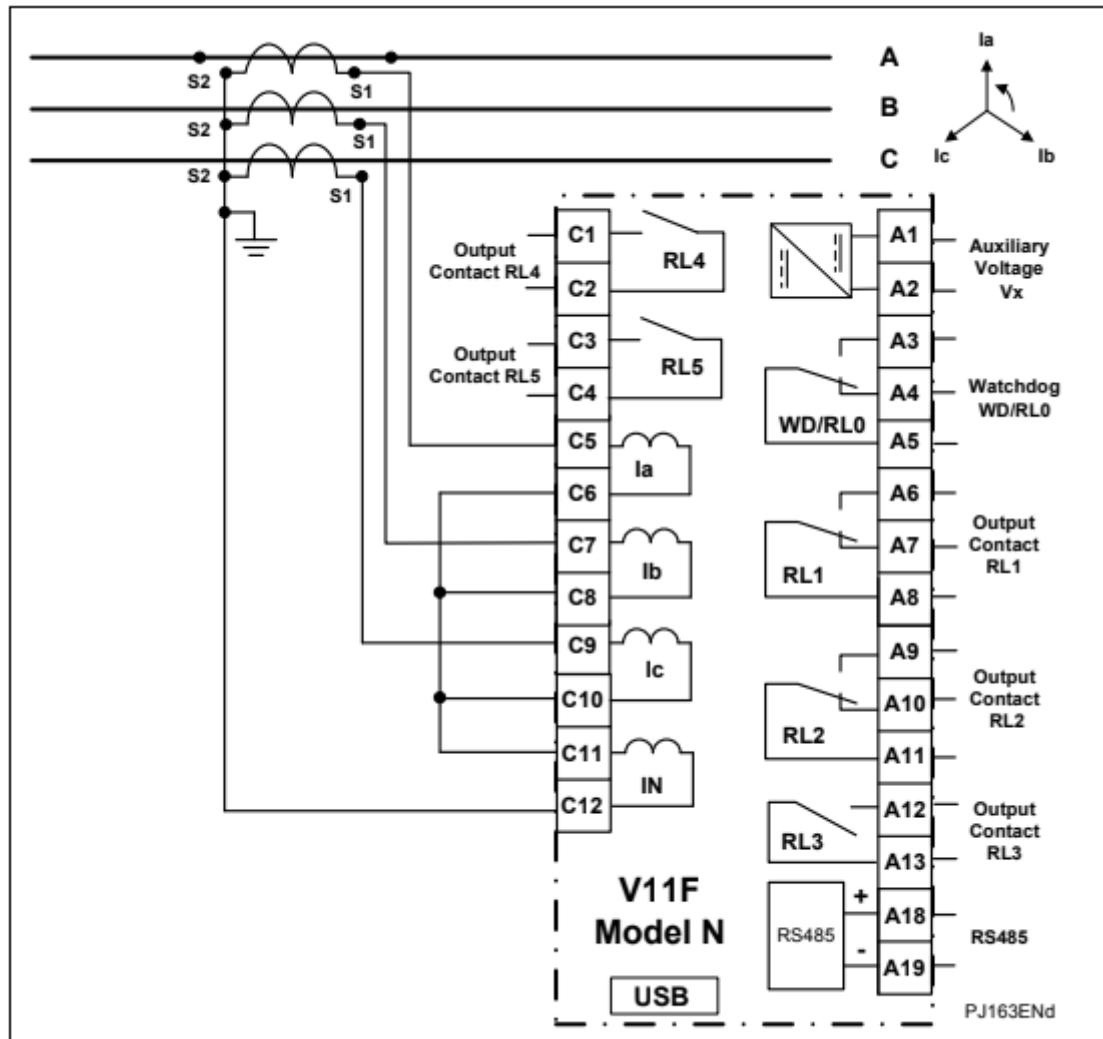 A
B
C
Ia
Ic
Ib
S2
S1
S2
S1
S2
S1
Output
Contact RL4
Output
Contact RL5
C1
C2
C3
C4
C5
C6
C7
C8
C9
C10
C11
C12
RL4
RL5
Ia
Ib
Ic
IN
WD/RL0
RL1
RL2
RL3
A1
A2
A3
A4
A5
A6
A7
A8
A9
A10
A11
A12
A13
A18
A19
Auxiliary
Voltage
Vx
Watchdog
WD/RL0
Output
Contact
RL1
Output
Contact
RL2
Output
Contact
RL3
V11F
Model N
USB
RS485
+
-
RS485
PJ163ENd